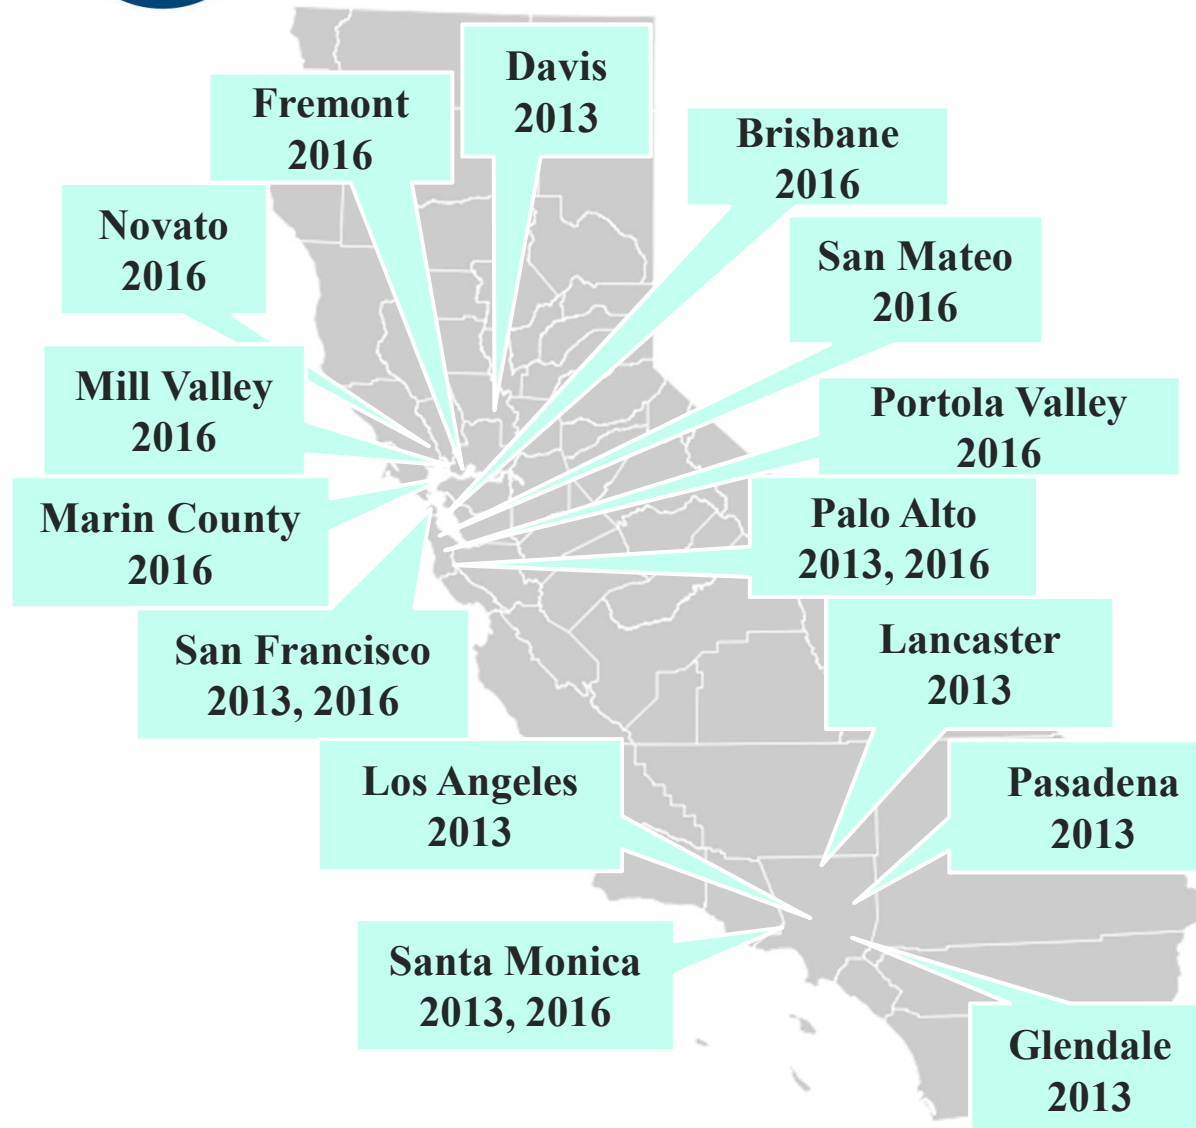 Davis
2013
Fremont
2016
Brisbane
2016
Novato
2016
San Mateo
2016
Mill Valley
2016
Portola Valley
2016
Marin County
2016
Palo Alto
2013, 2016
San Francisco
2013, 2016
Lancaster
2013
Los Angeles
2013
Pasadena
2013
Santa Monica
2013, 2016
Glendale
2013